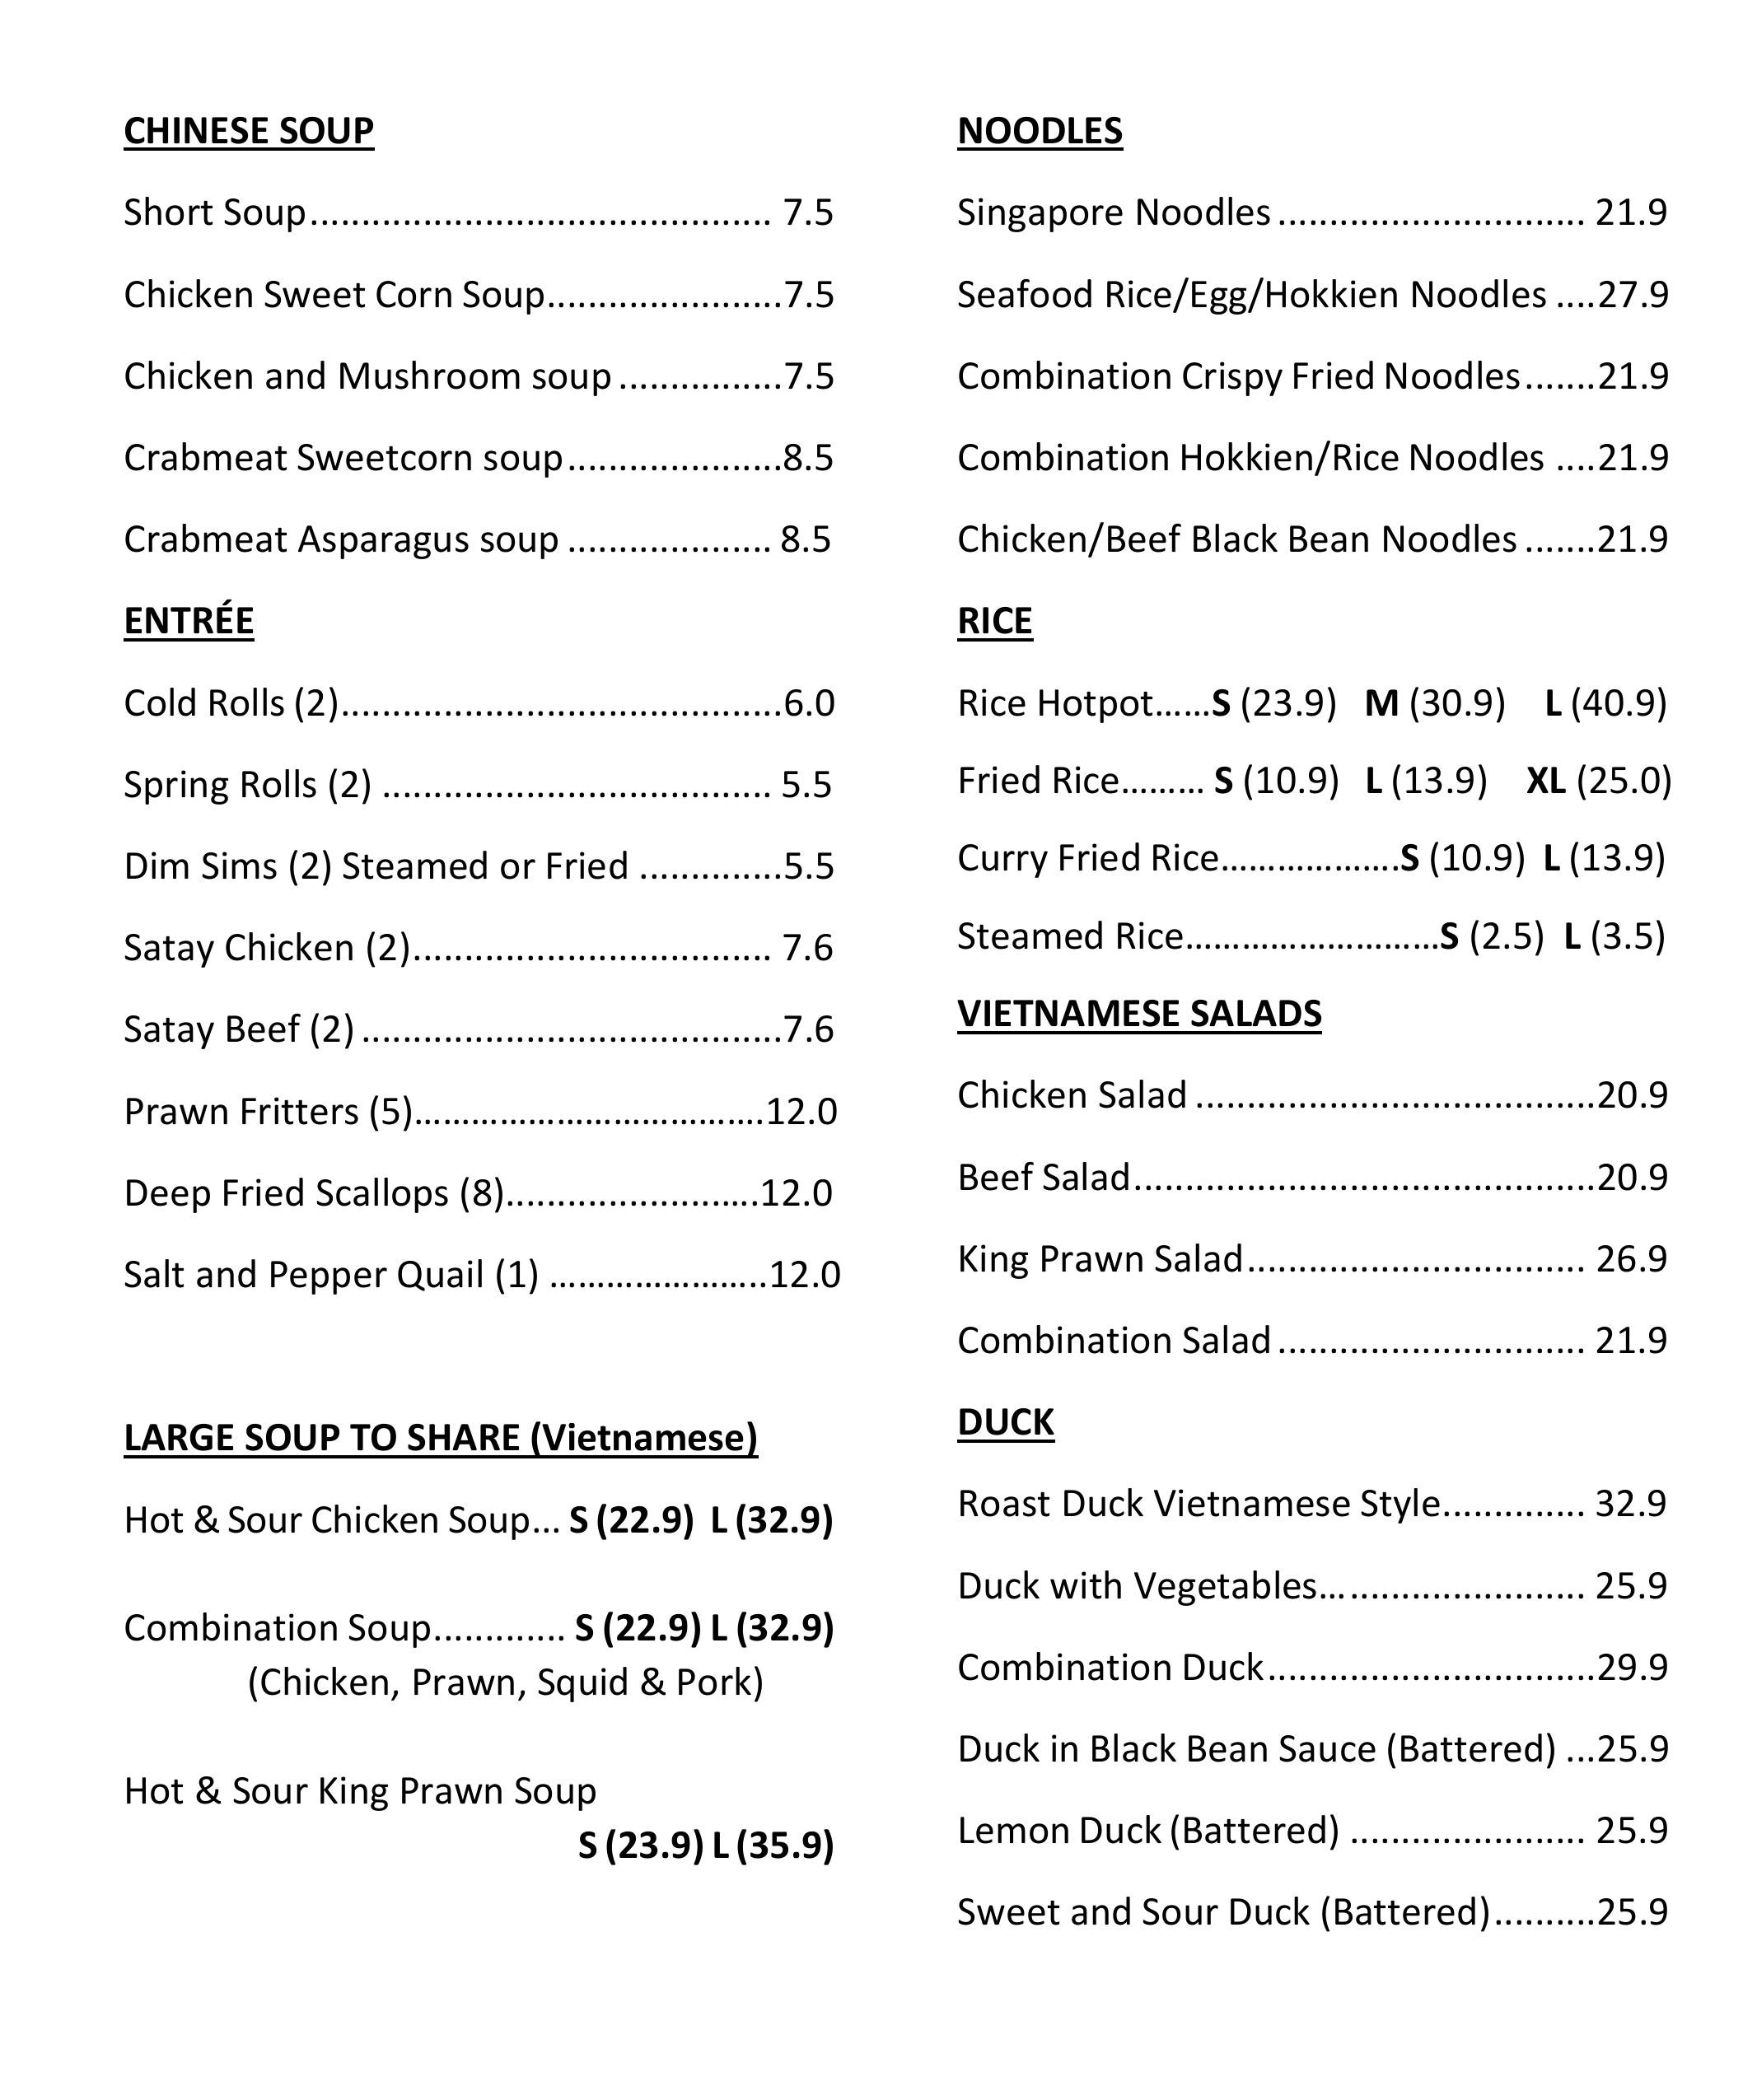 CHINESE SOUP
Short Soup............................................. 7.5
Chicken Sweet Corn Soup.......................7.5
Chicken and Mushroom soup ................7.5
Crabmeat Sweetcorn soup.....................8.5
Crabmeat Asparagus soup .................... 8.5
ENTRÉE
Cold Rolls (2)...........................................6.0
Spring Rolls (2) ...................................... 5.5
Dim Sims (2) Steamed or Fried ..............5.5
Satay Chicken (2)................................... 7.6
Satay Beef (2) .........................................7.6
Prawn Fritters (5)……………………………….12.0
Deep Fried Scallops (8).........................12.0
Salt and Pepper Quail (1) …………………..12.0
LARGE SOUP TO SHARE (Vietnamese)
Hot & Sour Chicken Soup... S (22.9) L (32.9)
Combination Soup............. S (22.9) L (32.9)
(Chicken, Prawn, Squid & Pork)
Hot & Sour King Prawn Soup
S (23.9) L (35.9)
NOODLES
Singapore Noodles .............................. 21.9
Seafood Rice/Egg/Hokkien Noodles ....27.9
Combination Crispy Fried Noodles.......21.9
Combination Hokkien/Rice Noodles ....21.9
Chicken/Beef Black Bean Noodles .......21.9
RICE
Rice Hotpot……S (23.9) M (30.9) L (40.9)
Fried Rice……… S (10.9) L (13.9) XL (25.0)
Curry Fried Rice……………….S (10.9) L (13.9)
Steamed Rice………………………S (2.5) L (3.5)
VIETNAMESE SALADS
Chicken Salad .......................................20.9
Beef Salad.............................................20.9
King Prawn Salad................................. 26.9
Combination Salad .............................. 21.9
DUCK
Roast Duck Vietnamese Style.............. 32.9
Duck with Vegetables.......................... 25.9
Combination Duck................................29.9
Duck in Black Bean Sauce (Battered) ...25.9
Lemon Duck (Battered) ....................... 25.9
Sweet and Sour Duck (Battered)..........25.9